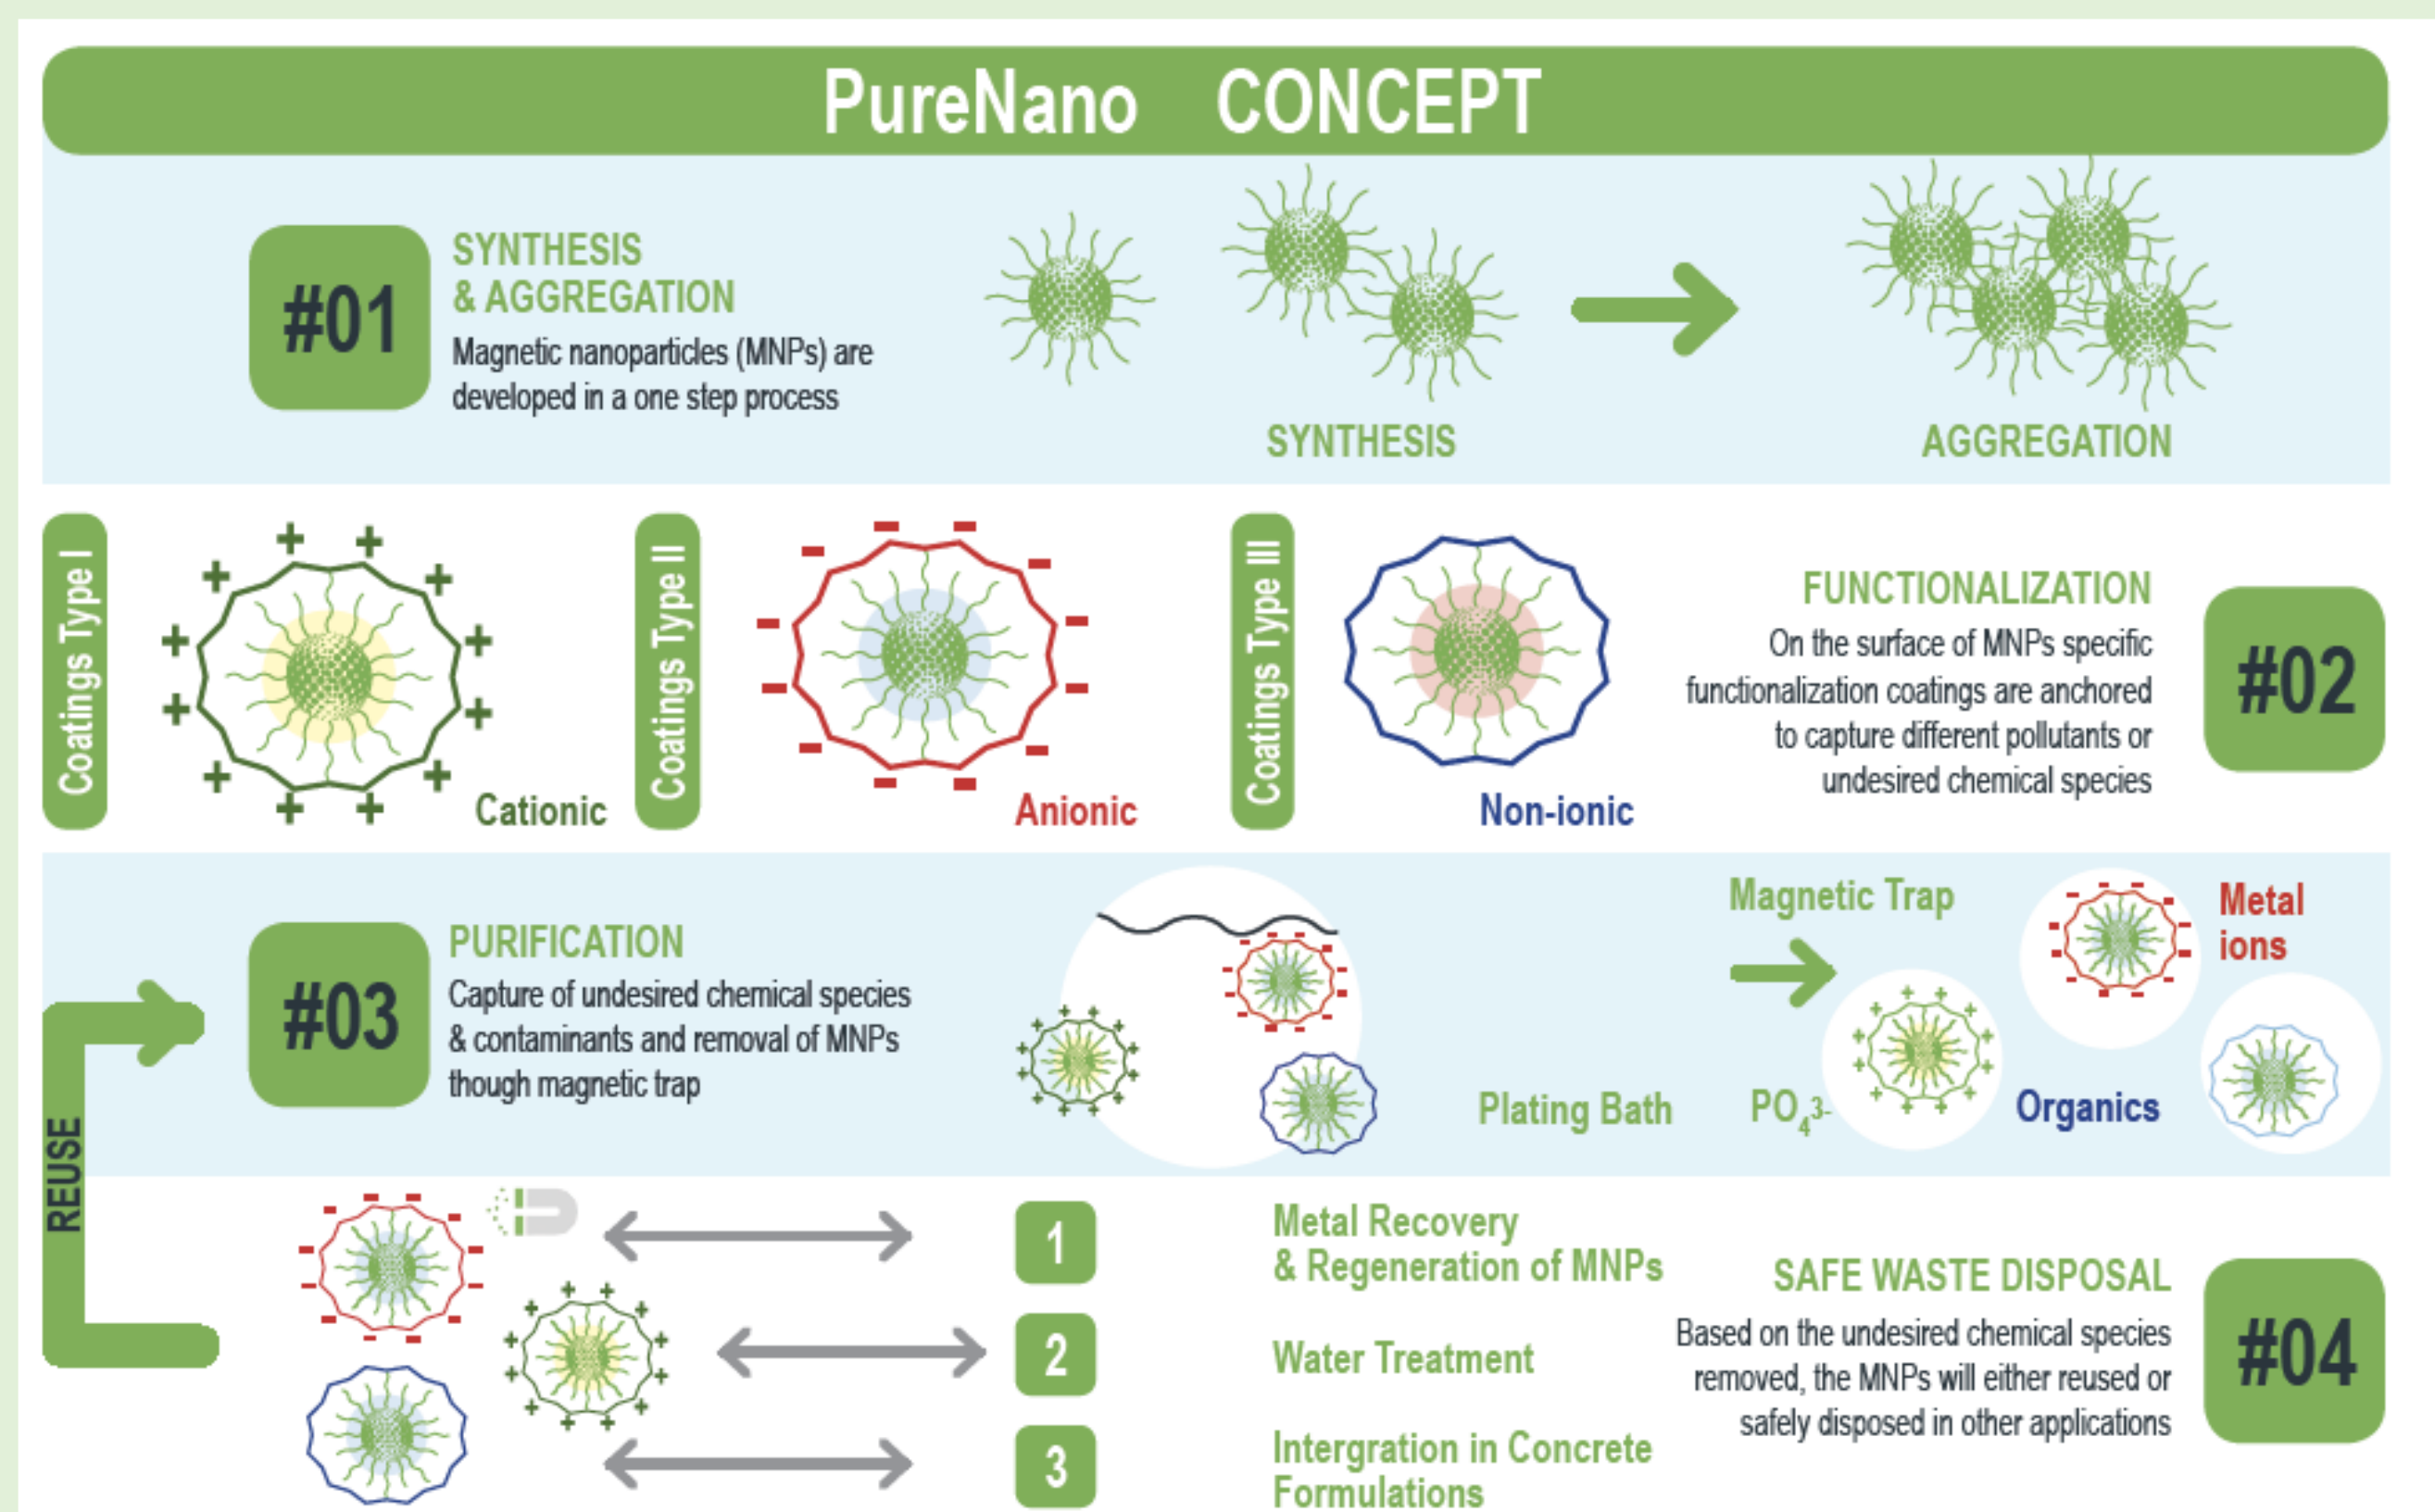 PureNano CONCEPT
#01
SYNTHESIS
& AGGREGATION
Magnetic nanoparticles (MNPs) are
developed in a one step process
SYNTHESIS
AGGREGATION
Coatings Type I
+ + + + + + + + + + + +
Cationic
Coatings Type II
- - - - - - - - - - - -
Anionic
Coatings Type III
Non-ionic
FUNCTIONALIZATION
On the surface of MNPs specific
functionalization coatings are anchored
to capture different pollutants or
undesired chemical species
#02
#03
PURIFICATION
Capture of undesired chemical species
& contaminants and removal of MNPs
though magnetic trap
Plating Bath
Magnetic Trap
Metal
ions
PO₄³⁻
Organics
REUSE
1
Metal Recovery
& Regeneration of MNPs
2
Water Treatment
3
Intergration in Concrete
Formulations
SAFE WASTE DISPOSAL
Based on the undesired chemical species
removed, the MNPs will either reused or
safely disposed in other applications
#04